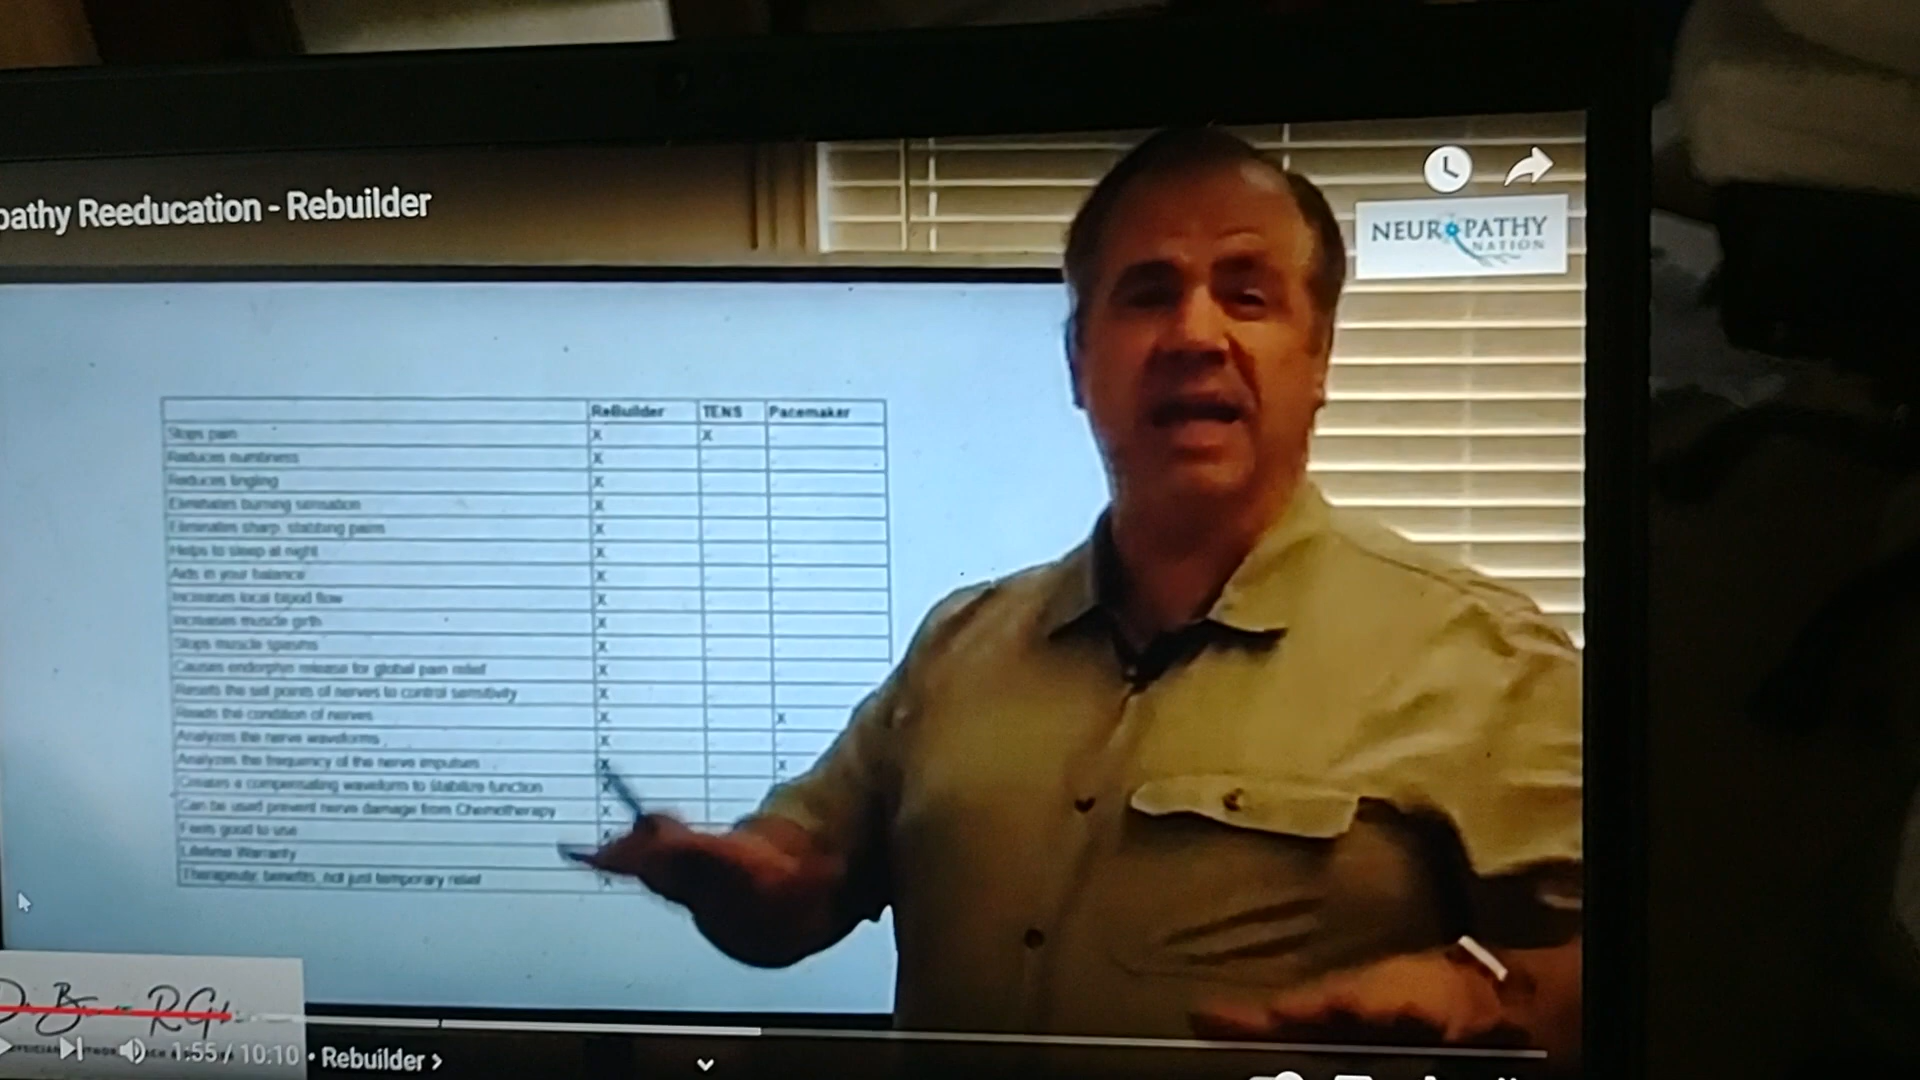 pathy Reeducation - Rebuilder
NEUROPATHY
NATION
ReBuilder TENS Pacemaker
Stops pain X X
Reduces numbness X
Reduces tingling X
Eliminates burning sensation X
Eliminates sharp, stabbing pains X
Helps to sleep at night X
Aids in your balance X
Increases local blood flow X
Increases muscle girth X
Stops muscle spasms X
Causes endorphin release for global pain relief X
Resets the set points of nerves to control sensitivity X
Reads the condition of nerves X X
Analyzes the nerve waveforms X
Analyzes the frequency of the nerve impulses X X
Creates a compensating waveform to stabilize function X
Can be used prevent nerve damage from Chemotherapy X
Feels good to use X
Lifetime Warranty
Therapeutic benefits, not just temporary relief X
1:55 / 10:10 • Rebuilder >